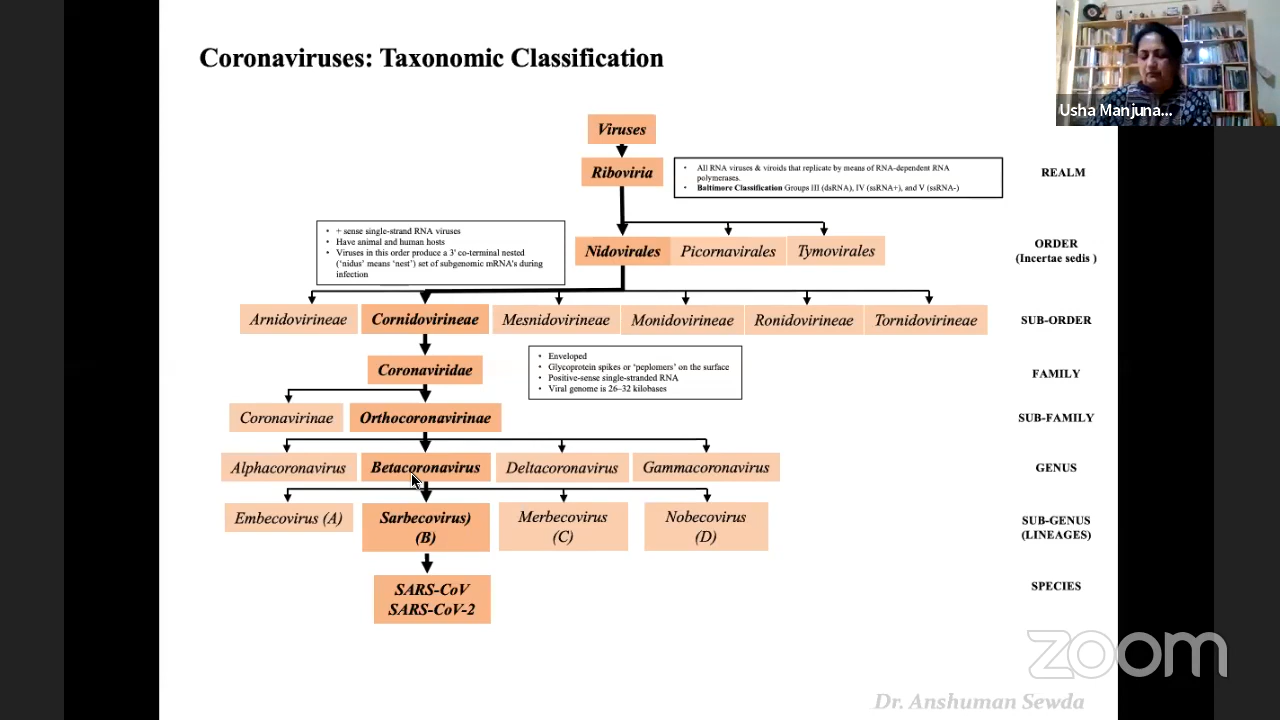 Coronaviruses: Taxonomic Classification
Usha Manjuna...
Viruses
Riboviria
• All RNA viruses & viroids that replicate by means of RNA-dependent RNA
polymerases.
• Baltimore Classification Groups III (dsRNA), IV (ssRNA+), and V (ssRNA-)
REALM
• + sense single-strand RNA viruses
• Have animal and human hosts
• Viruses in this order produce a 3' co-terminal nested
('nidus' means 'nest') set of subgenomic mRNA's during
infection
Nidovirales Picornavirales Tymovirales
ORDER
(Incertae sedis )
Arnidovirineae Cornidovirineae Mesnidovirineae Monidovirineae Ronidovirineae Tornidovirineae
SUB-ORDER
Coronaviridae
• Enveloped
• Glycoprotein spikes or 'peplomers' on the surface
• Positive-sense single-stranded RNA
• Viral genome is 26–32 kilobases
FAMILY
Coronavirinae Orthocoronavirinae
SUB-FAMILY
Alphacoronavirus Betacoronavirus Deltacoronavirus Gammacoronavirus
GENUS
Embecovirus (A)
Sarbecovirus)
(B)
Merbecovirus
(C)
Nobecovirus
(D)
SUB-GENUS
(LINEAGES)
SARS-CoV
SARS-CoV-2
SPECIES
zoom
Dr. Anshuman Sewda